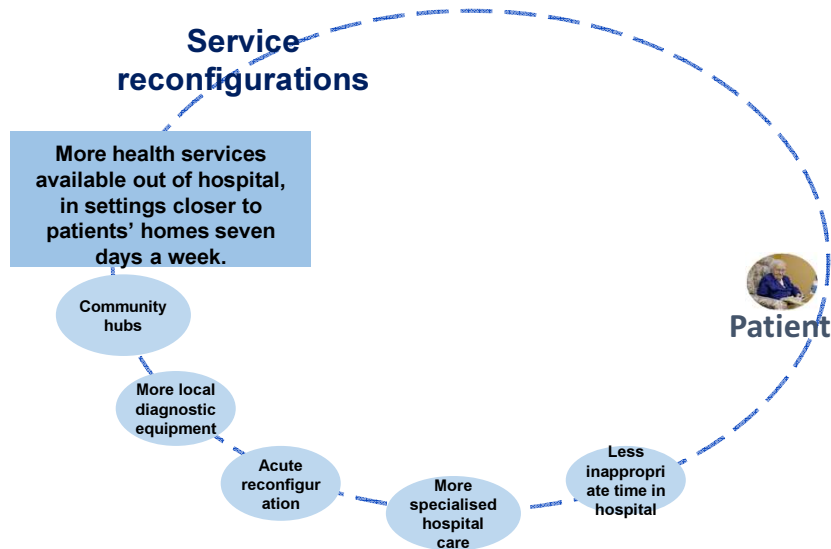 Service
reconfigurations
More health services
available out of hospital,
in settings closer to
patients’ homes seven
days a week.
Community
hubs
More local
diagnostic
equipment
Acute
reconfigur
ation
More
specialised
hospital
care
Less
inappropri
ate time in
hospital
Patient